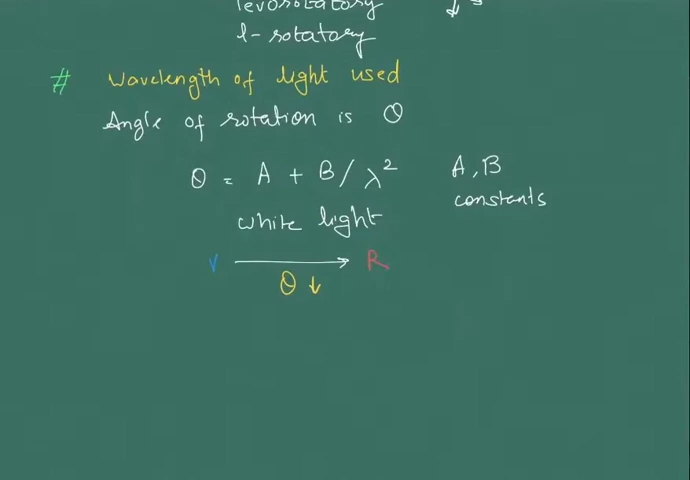 levorotatory
l-rotatory
# Wavelength of light used
Angle of rotation is θ
θ = A + B/λ² A, B
constants
white light
V → R
θ ↓